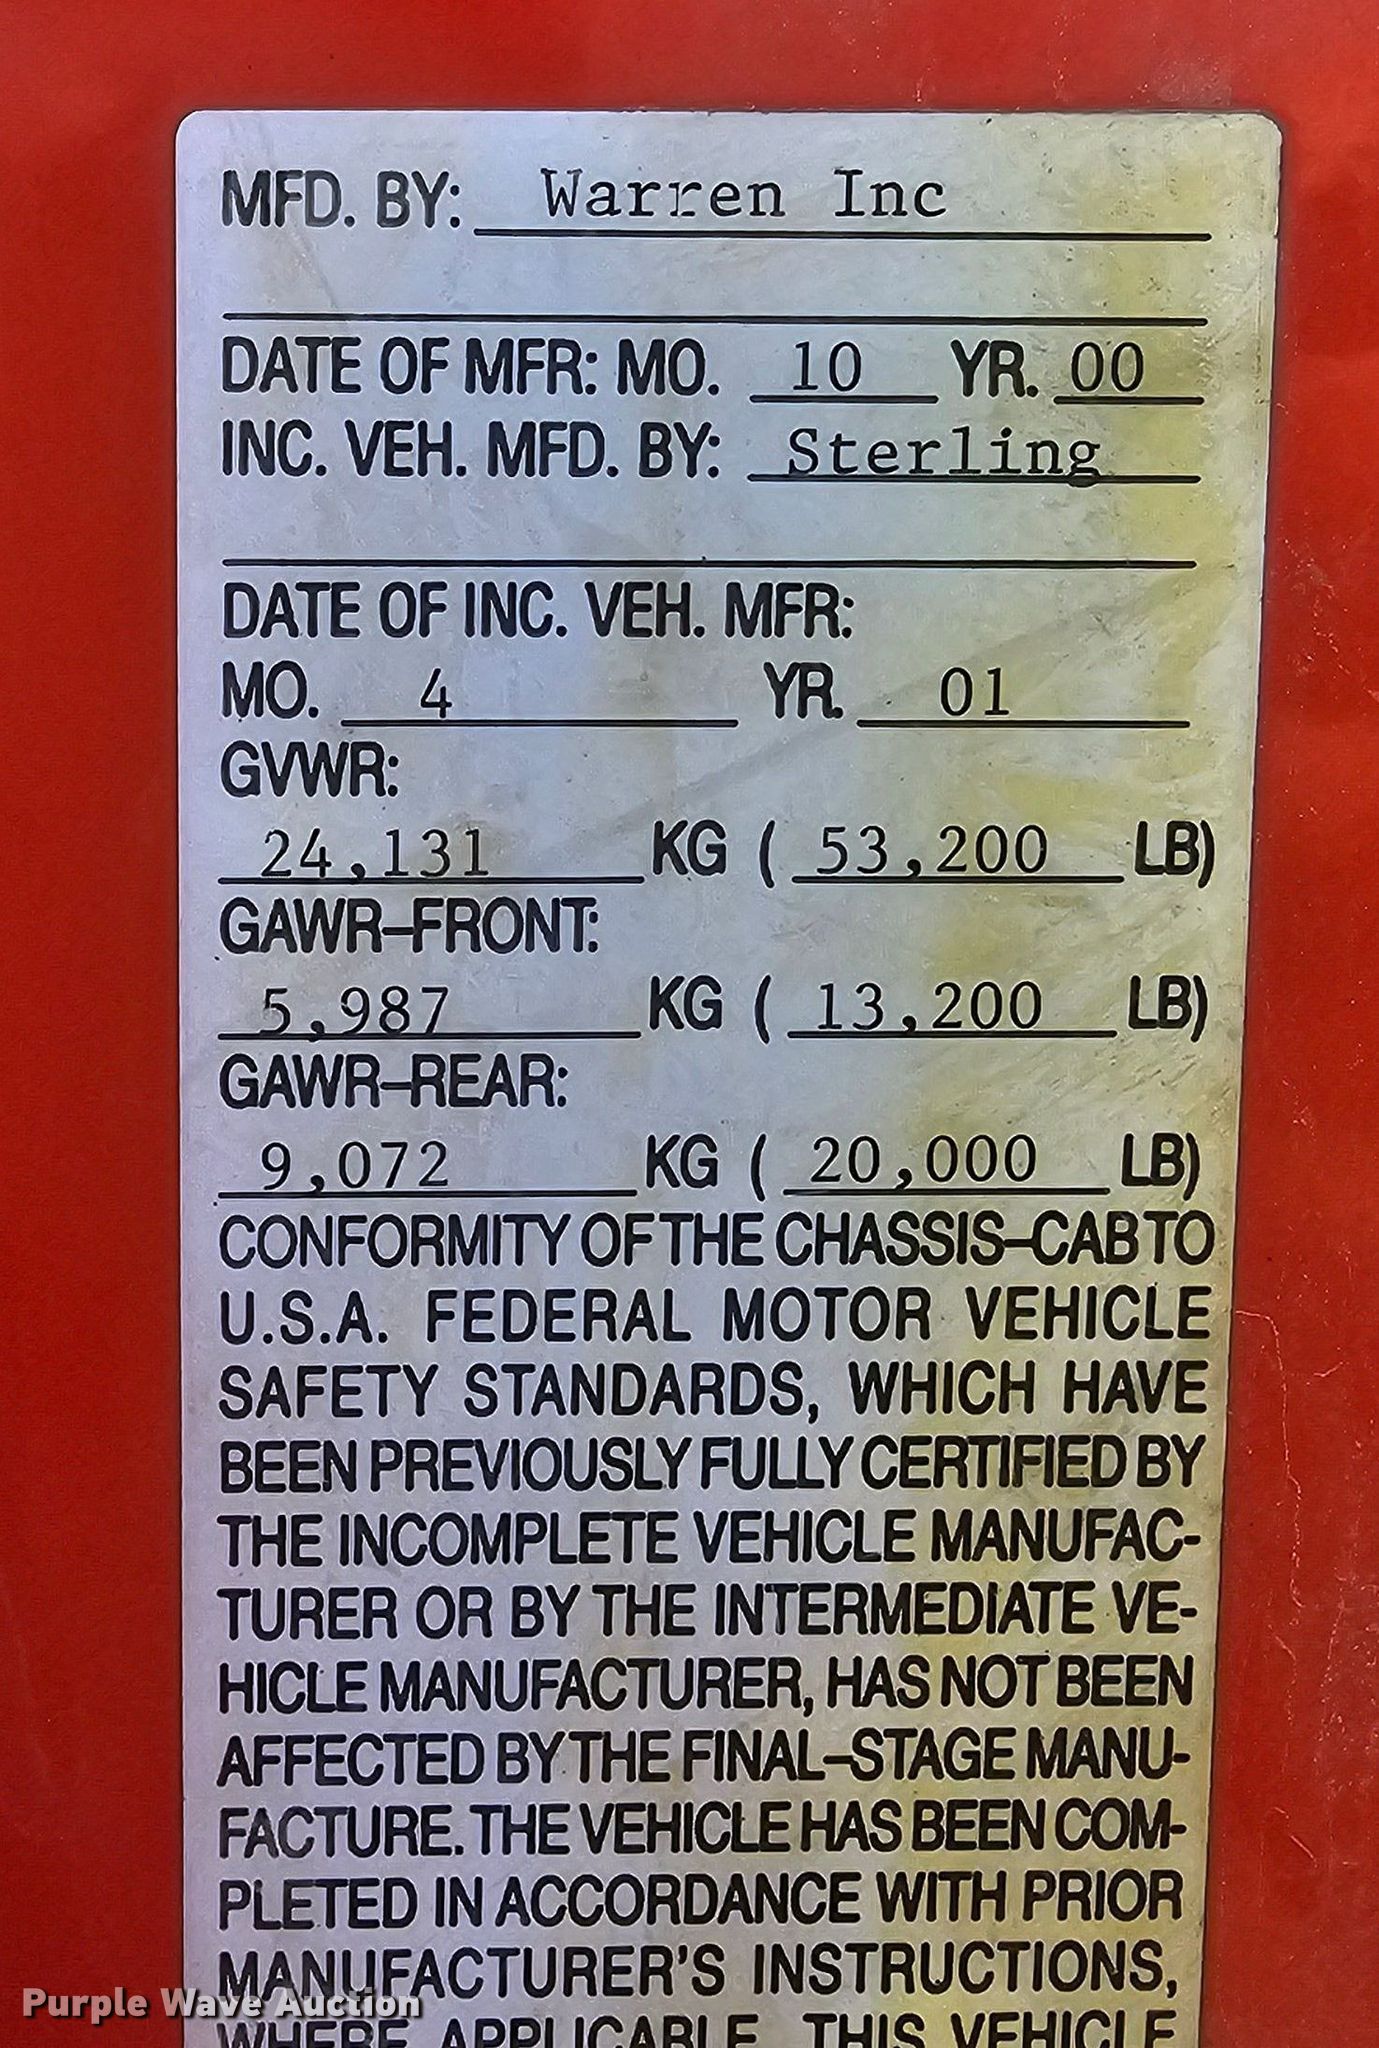 MFD. BY: Warren Inc
DATE OF MFR: MO. 10 YR. 00
INC. VEH. MFD. BY: Sterling
DATE OF INC. VEH. MFR:
MO. 4 YR. 01
GVWR:
24,131 KG ( 53,200 LB)
GAWR–FRONT:
5,987 KG ( 13,200 LB)
GAWR–REAR:
9,072 KG ( 20,000 LB)
CONFORMITY OF THE CHASSIS–CAB TO
U.S.A. FEDERAL MOTOR VEHICLE
SAFETY STANDARDS, WHICH HAVE
BEEN PREVIOUSLY FULLY CERTIFIED BY
THE INCOMPLETE VEHICLE MANUFAC-
TURER OR BY THE INTERMEDIATE VE-
HICLE MANUFACTURER, HAS NOT BEEN
AFFECTED BY THE FINAL–STAGE MANU-
FACTURE. THE VEHICLE HAS BEEN COM-
PLETED IN ACCORDANCE WITH PRIOR
MANUFACTURER'S INSTRUCTIONS,
WHERE APPLICABLE. THIS VEHICLE
Purple Wave Auction